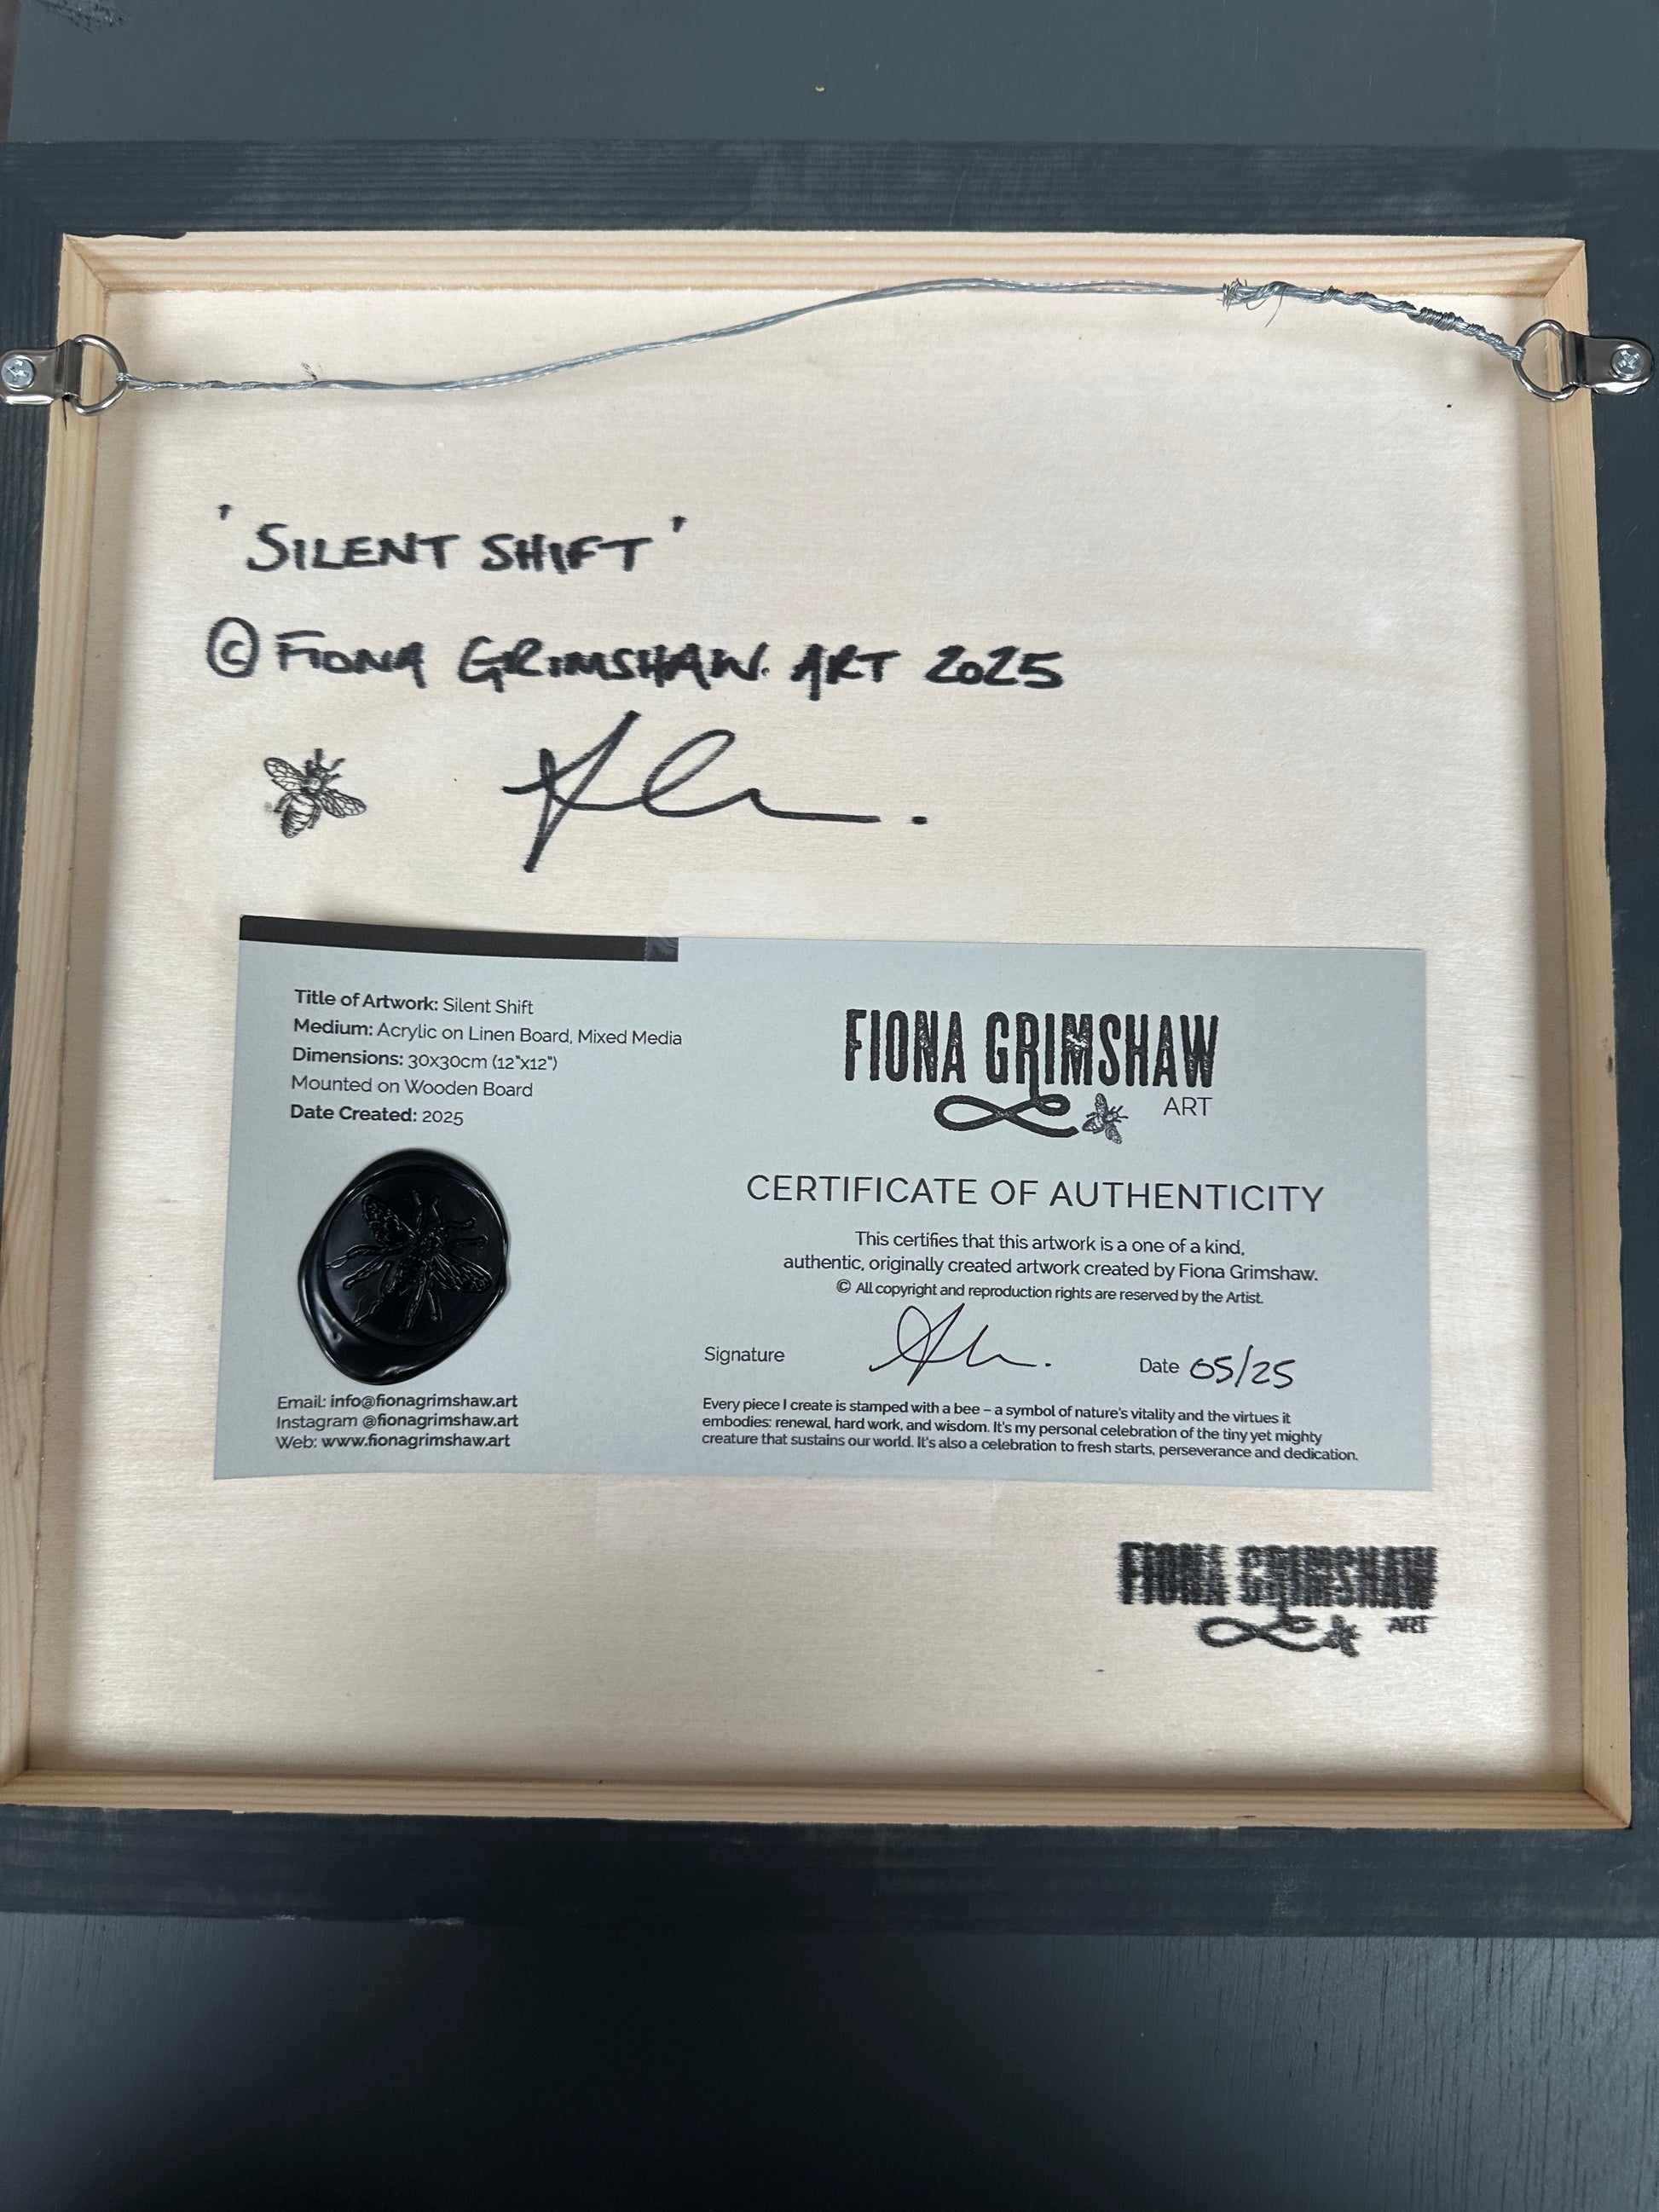 'SILENT SHIFT'
© FIONA GRIMSHAW. ART 2025
Title of Artwork: Silent Shift
Medium: Acrylic on Linen Board, Mixed Media
Dimensions: 30x30cm (12"x12")
Mounted on Wooden Board
Date Created: 2025
Email: info@fionagrimshaw.art
Instagram @fionagrimshaw.art
Web: www.fionagrimshaw.art
FIONA GRIMSHAW
ART
CERTIFICATE OF AUTHENTICITY
This certifies that this artwork is a one of a kind,
authentic, originally created artwork created by Fiona Grimshaw.
© All copyright and reproduction rights are reserved by the Artist.
Signature
Date 05/25
Every piece I create is stamped with a bee – a symbol of nature's vitality and the virtues it
embodies: renewal, hard work, and wisdom. It's my personal celebration of the tiny yet mighty
creature that sustains our world. It's also a celebration to fresh starts, perseverance and dedication.
FIONA GRIMSHAW
ART